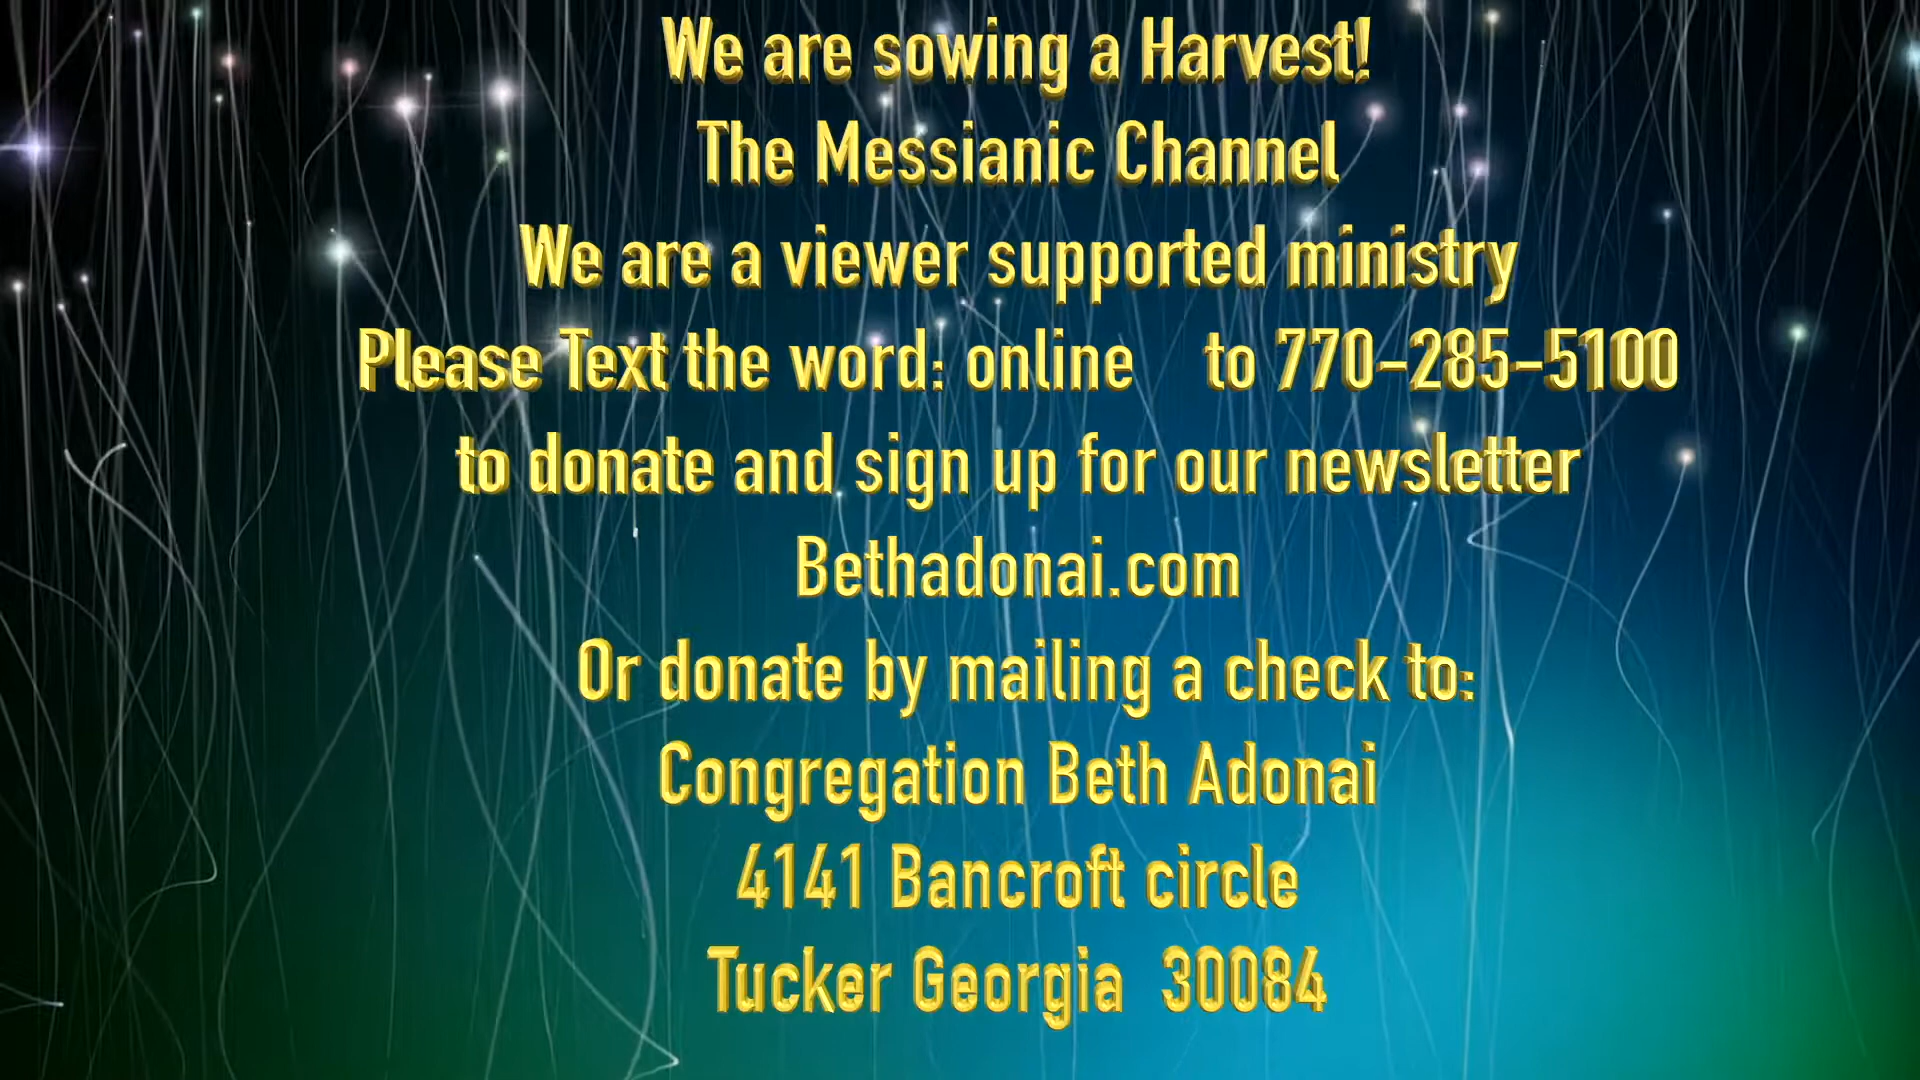 We are sowing a Harvest!
The Messianic Channel
We are a viewer supported ministry
Please Text the word: online to 770-285-5100
to donate and sign up for our newsletter
Bethadonai.com
Or donate by mailing a check to:
Congregation Beth Adonai
4141 Bancroft circle
Tucker Georgia 30084